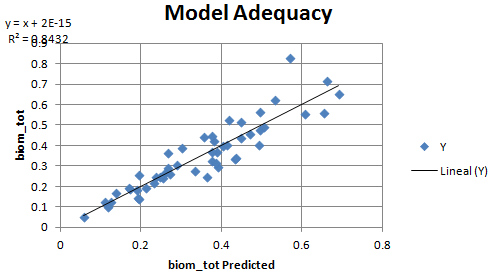 Model Adequacy
y = x + 2E-15
R² = 0.8432
0.9
0.8
0.7
0.6
0.5
0.4
0.3
0.2
0.1
0
biom_tot
0 0.2 0.4 0.6 0.8
biom_tot Predicted
Y
Lineal (Y)